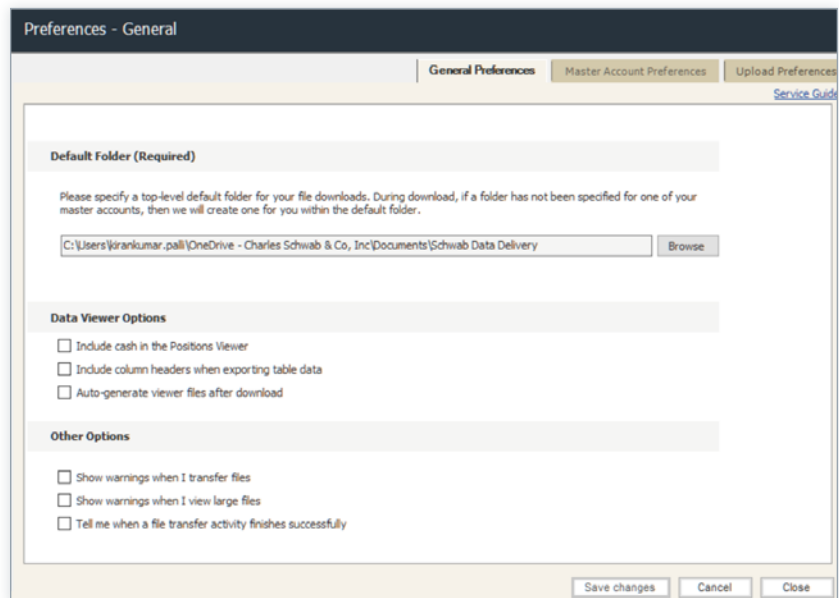 Preferences - General
General Preferences
Master Account Preferences
Upload Preferences
Service Guide
Default Folder (Required)
Please specify a top-level default folder for your file downloads. During download, if a folder has not been specified for one of your
master accounts, then we will create one for you within the default folder.
C:\Users\kirankumar.palli\OneDrive - Charles Schwab & Co, Inc\Documents\Schwab Data Delivery
Browse
Data Viewer Options
Include cash in the Positions Viewer
Include column headers when exporting table data
Auto-generate viewer files after download
Other Options
Show warnings when I transfer files
Show warnings when I view large files
Tell me when a file transfer activity finishes successfully
Save changes
Cancel
Close